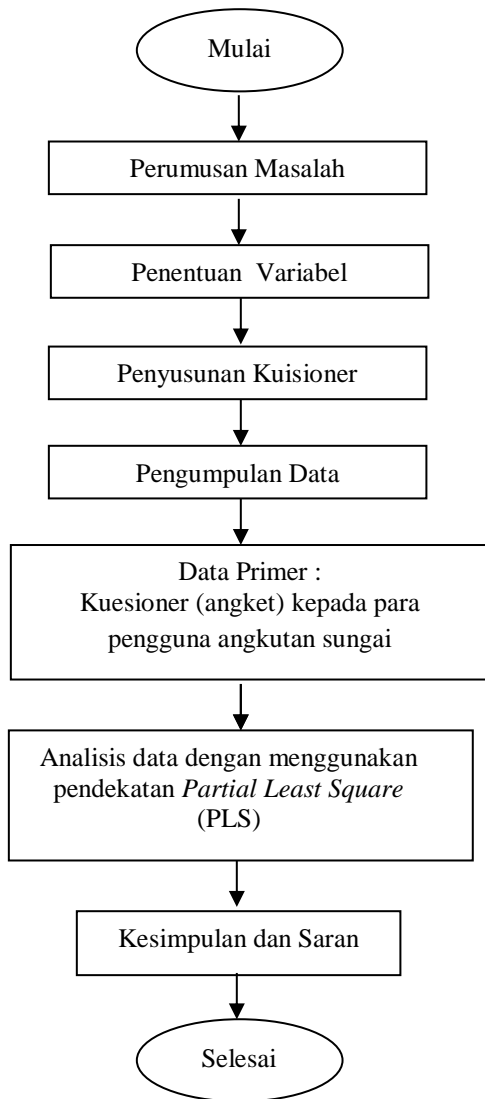 Mulai
Perumusan Masalah
Penentuan Variabel
Penyusunan Kuisioner
Pengumpulan Data
Data Primer :
Kuesioner (angket) kepada para
pengguna angkutan sungai
Analisis data dengan menggunakan
pendekatan Partial Least Square
(PLS)
Kesimpulan dan Saran
Selesai